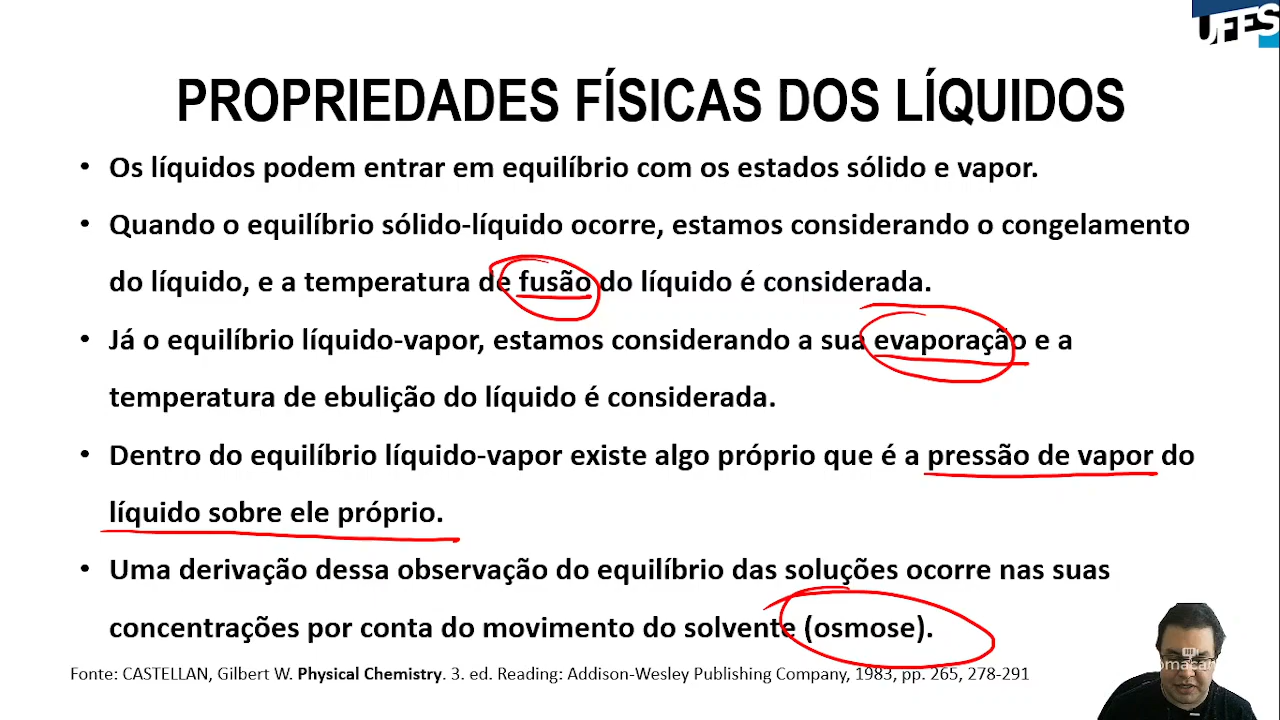 UFES
PROPRIEDADES FÍSICAS DOS LÍQUIDOS
• Os líquidos podem entrar em equilíbrio com os estados sólido e vapor.
• Quando o equilíbrio sólido-líquido ocorre, estamos considerando o congelamento
do líquido, e a temperatura de fusão do líquido é considerada.
• Já o equilíbrio líquido-vapor, estamos considerando a sua evaporação e a
temperatura de ebulição do líquido é considerada.
• Dentro do equilíbrio líquido-vapor existe algo próprio que é a pressão de vapor do
líquido sobre ele próprio.
• Uma derivação dessa observação do equilíbrio das soluções ocorre nas suas
concentrações por conta do movimento do solvente (osmose).
Fonte: CASTELLAN, Gilbert W. Physical Chemistry. 3. ed. Reading: Addison-Wesley Publishing Company, 1983, pp. 265, 278-291